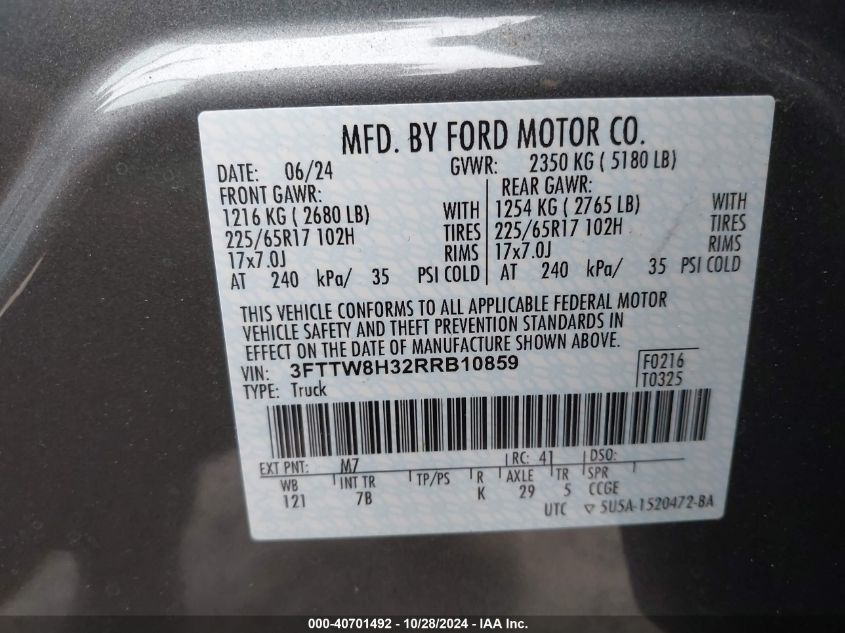 MFD. BY FORD MOTOR CO.
DATE: 06/24 GVWR: 2350 KG ( 5180 LB)
FRONT GAWR: REAR GAWR:
1216 KG ( 2680 LB) WITH 1254 KG ( 2765 LB) WITH
225/65R17 102H TIRES 225/65R17 102H TIRES
17x7.0J RIMS 17x7.0J RIMS
AT 240 kPa/ 35 PSI COLD AT 240 kPa/ 35 PSI COLD
THIS VEHICLE CONFORMS TO ALL APPLICABLE FEDERAL MOTOR
VEHICLE SAFETY AND THEFT PREVENTION STANDARDS IN
EFFECT ON THE DATE OF MANUFACTURE SHOWN ABOVE.
VIN: 3FTTW8H32RRB10859 F0216
TYPE: Truck T0325
EXT PNT: M7 RC: 41 DSO:
WB INT TR TP/PS R AXLE TR SPR
121 7B K 29 5 CCGE
UTC ▽ 5U5A-1520472-BA
000-40701492 - 10/28/2024 - IAA Inc.